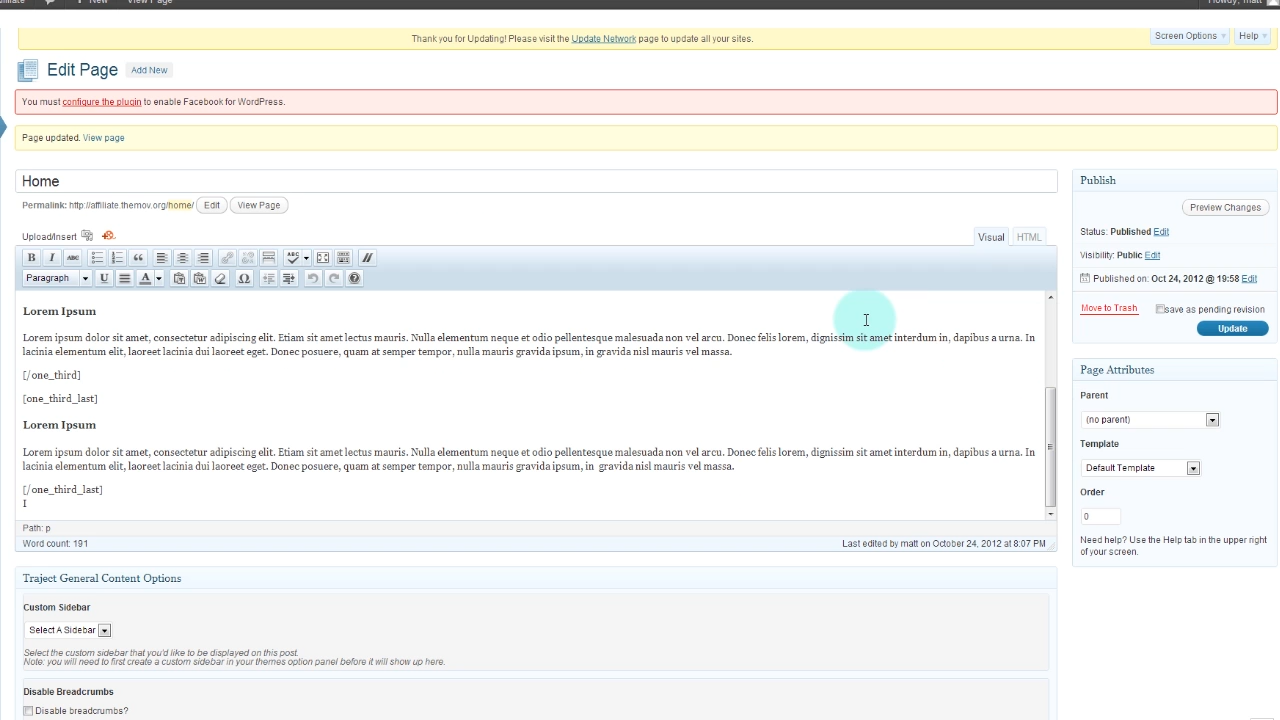 New View Page
Howdy, matt
Thank you for Updating! Please visit the Update Network page to update all your sites.
Screen Options Help
Edit Page Add New
You must configure the plugin to enable Facebook for WordPress.
Page updated. View page
Home
Permalink: http://affiliate.themov.org/home/ Edit View Page
Upload/Insert
Visual HTML
B I ABC
ABC
Paragraph U A
Lorem Ipsum
Lorem ipsum dolor sit amet, consectetur adipiscing elit. Etiam sit amet lectus mauris. Nulla elementum neque et odio pellentesque malesuada non vel arcu. Donec felis lorem, dignissim sit amet interdum in, dapibus a urna. In
lacinia elementum elit, laoreet lacinia dui laoreet eget. Donec posuere, quam at semper tempor, nulla mauris gravida ipsum, in gravida nisl mauris vel massa.
[/one_third]
[one_third_last]
Lorem Ipsum
Lorem ipsum dolor sit amet, consectetur adipiscing elit. Etiam sit amet lectus mauris. Nulla elementum neque et odio pellentesque malesuada non vel arcu. Donec felis lorem, dignissim sit amet interdum in, dapibus a urna. In
lacinia elementum elit, laoreet lacinia dui laoreet eget. Donec posuere, quam at semper tempor, nulla mauris gravida ipsum, in gravida nisl mauris vel massa.
[/one_third_last]
I
Path: p
Word count: 191
Last edited by matt on October 24, 2012 at 8:07 PM
Publish
Preview Changes
Status: Published Edit
Visibility: Public Edit
Published on: Oct 24, 2012 @ 19:58 Edit
Move to Trash save as pending revision
Update
Page Attributes
Parent
(no parent)
Template
Default Template
Order
0
Need help? Use the Help tab in the upper right
of your screen.
Traject General Content Options
Custom Sidebar
Select A Sidebar
Select the custom sidebar that you'd like to be displayed on this post.
Note: you will need to first create a custom sidebar in your themes option panel before it will show up here.
Disable Breadcrumbs
Disable breadcrumbs?